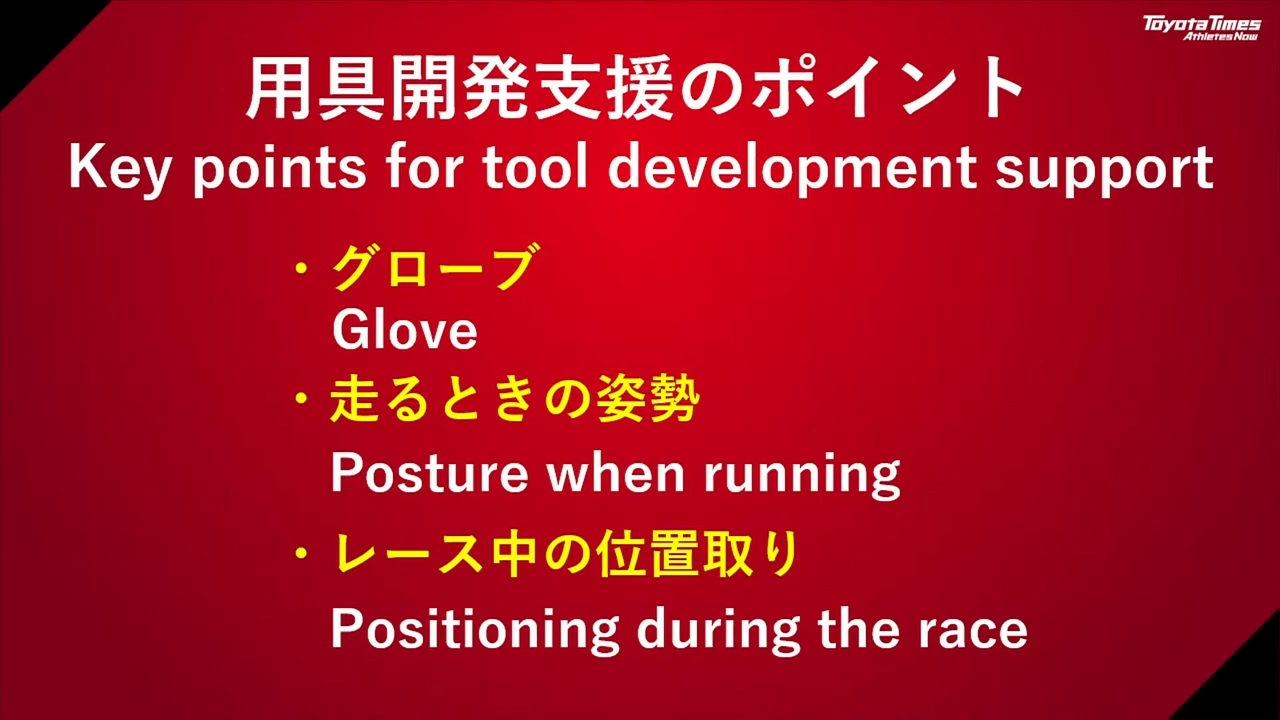 Toyota Times
Athletes Now
用具開発支援のポイント
Key points for tool development support
・グローブ
Glove
・走るときの姿勢
Posture when running
・レース中の位置取り
Positioning during the race